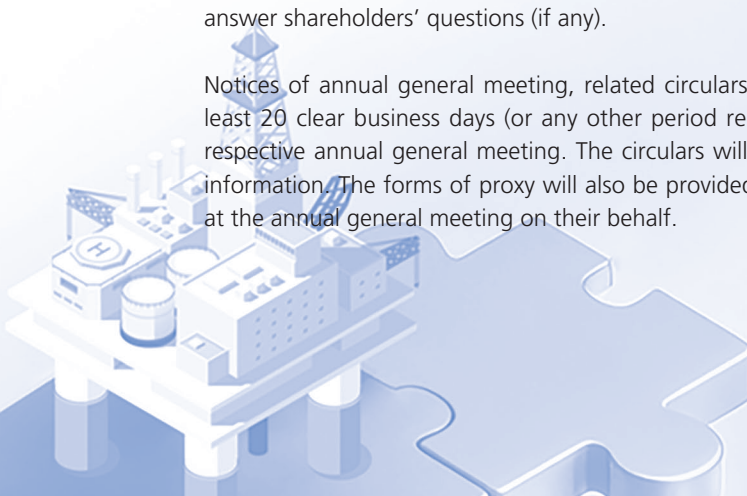 answer shareholders’ questions (if any).
Notices of annual general meeting, related circulars
least 20 clear business days (or any other period re
respective annual general meeting. The circulars will
information. The forms of proxy will also be provided
at the annual general meeting on their behalf.
H